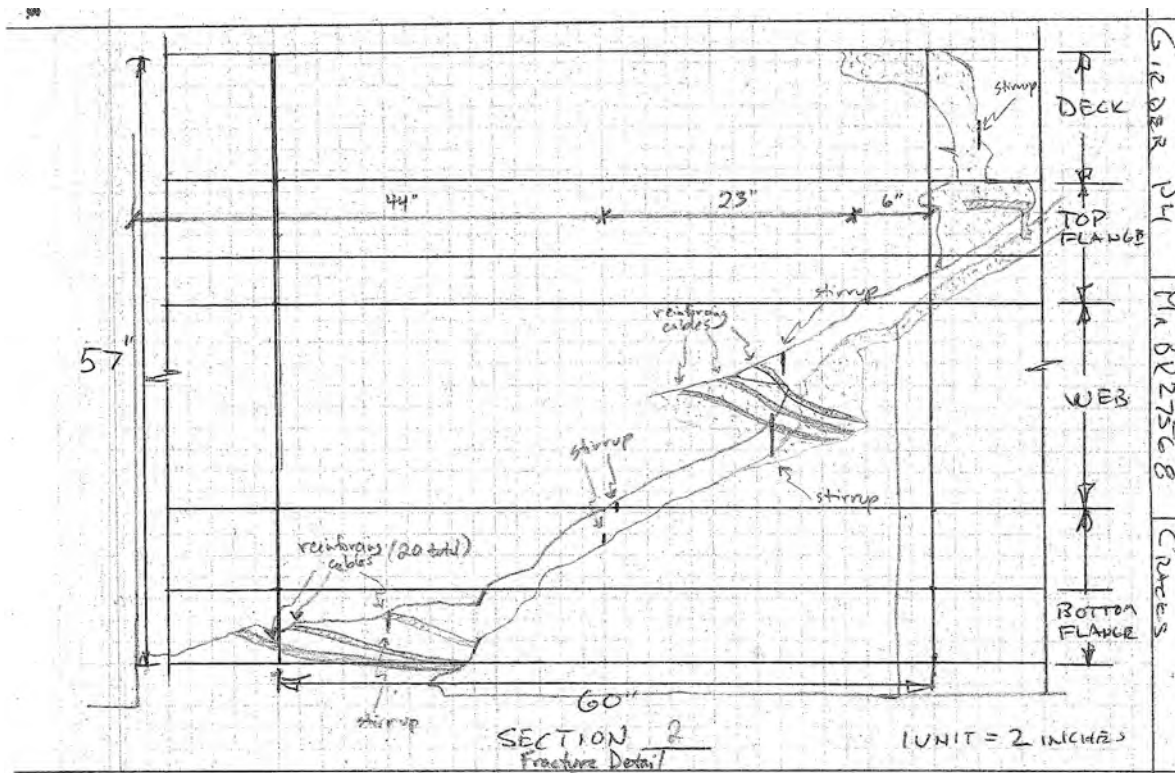 stirrup
DECK
44"
23"
6"
TOP
FLANGE
stirrup
reinforcing
cables
57"
WEB
stirrup
stirrup
reinforcing (20 total)
cables
BOTTOM
FLANGE
60"
stirrup
SECTION 2
Fracture Detail
1 UNIT = 2 INCHES
GIRDER N4